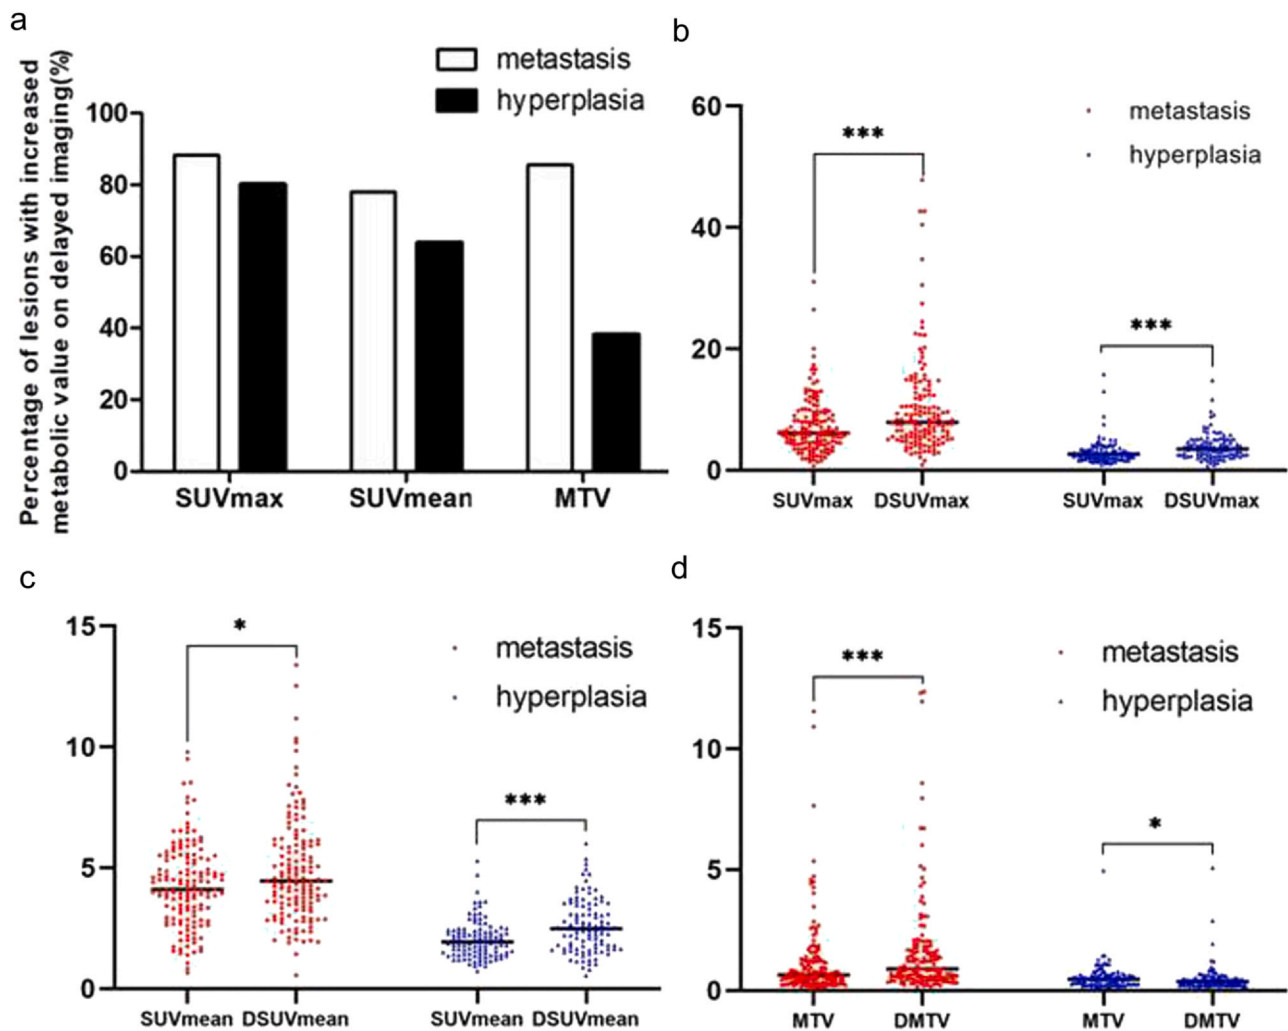 a
Percentage of lesions with increased
metabolic value on delayed imaging(%)
metastasis
hyperplasia
100
80
60
40
20
0
SUVmax SUVmean MTV
b
60
40
20
0
***
***
metastasis
hyperplasia
SUVmax DSUVmax SUVmax DSUVmax
c
15
10
5
0
*
***
metastasis
hyperplasia
SUVmean DSUVmean SUVmean DSUVmean
d
15
10
5
0
***
*
metastasis
hyperplasia
MTV DMTV MTV DMTV